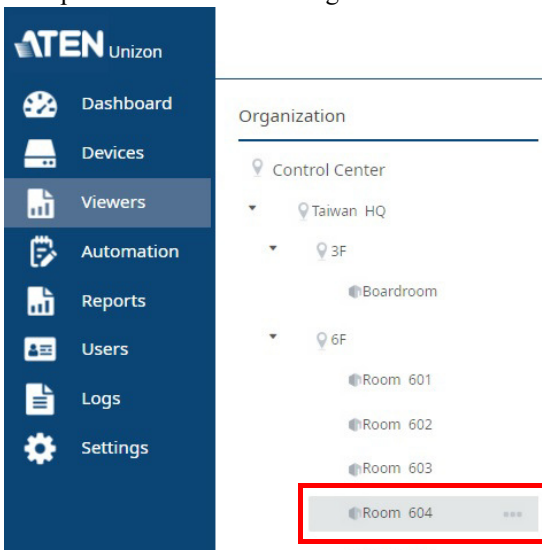 ATEN Unizon
Dashboard
Devices
Viewers
Automation
Reports
Users
Logs
Settings
Organization
Control Center
Taiwan HQ
3F
Boardroom
6F
Room 601
Room 602
Room 603
Room 604